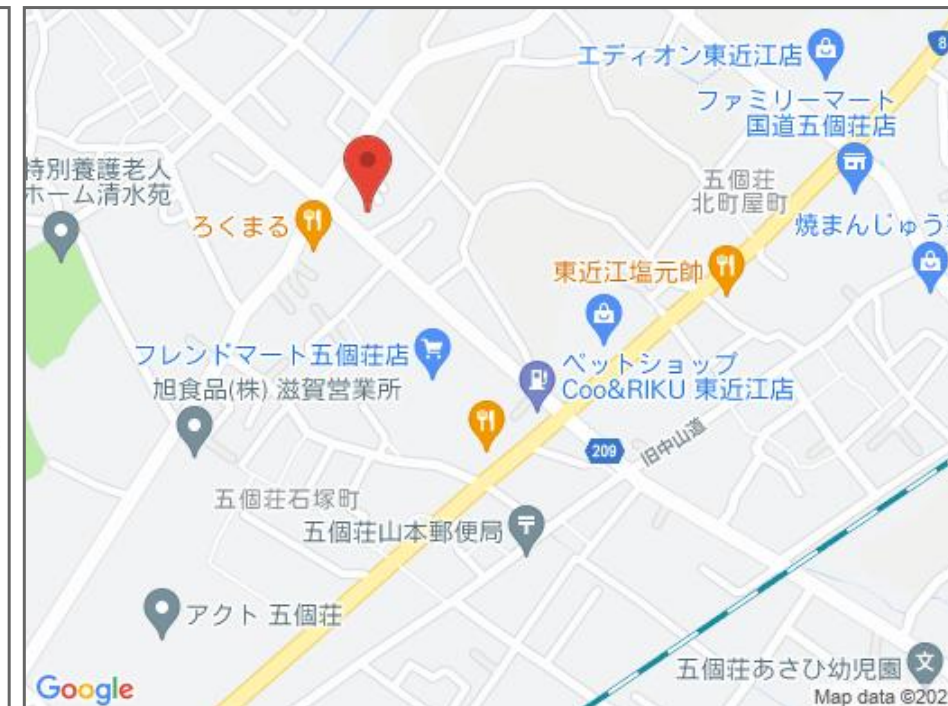 エディオン東近江店
8
ファミリーマート
国道五個荘店
特別養護老人
ホーム清水苑
五個荘
北町屋町
ろくまる
焼まんじゅう
東近江塩元帥
フレンドマート五個荘店
ペットショップ
Coo&RIKU 東近江店
旭食品(株) 滋賀営業所
209
旧中山道
五個荘石塚町
五個荘山本郵便局
アクト 五個荘
五個荘あさひ幼児園
文
Google
Map data ©202